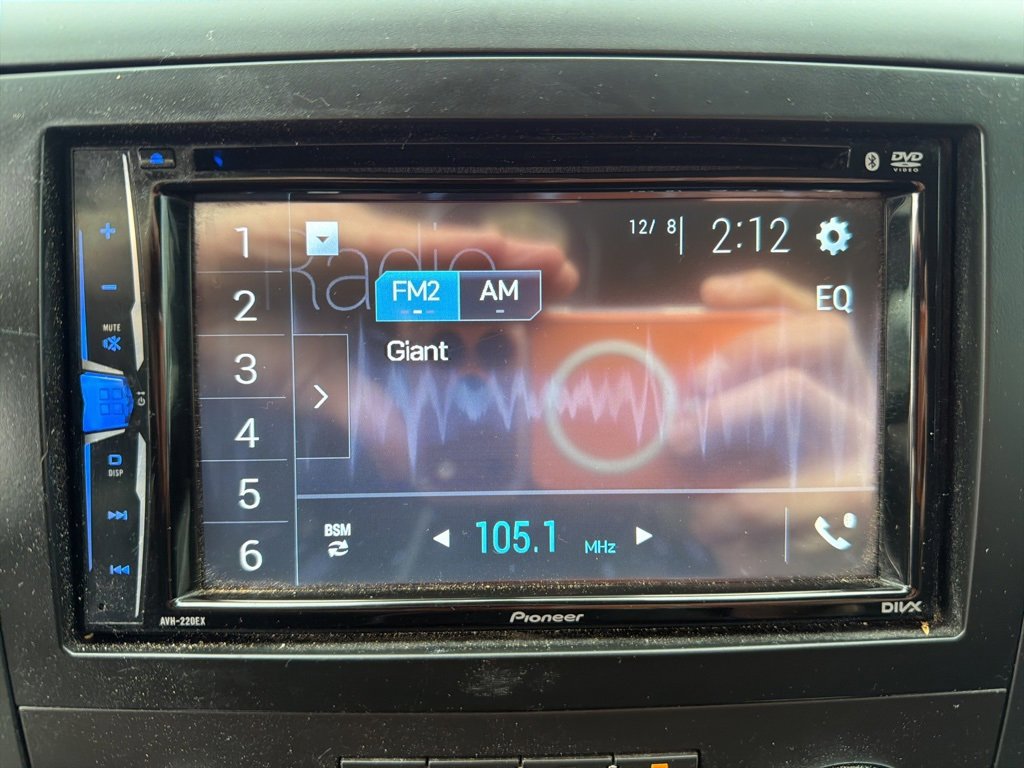 DVD
VIDEO
Radio
12/ 8
2:12
1
2
3
4
5
6
FM2
AM
EQ
Giant
BSM
105.1
MHz
MUTE
DISP
AVH-220EX
Pioneer
DIVX